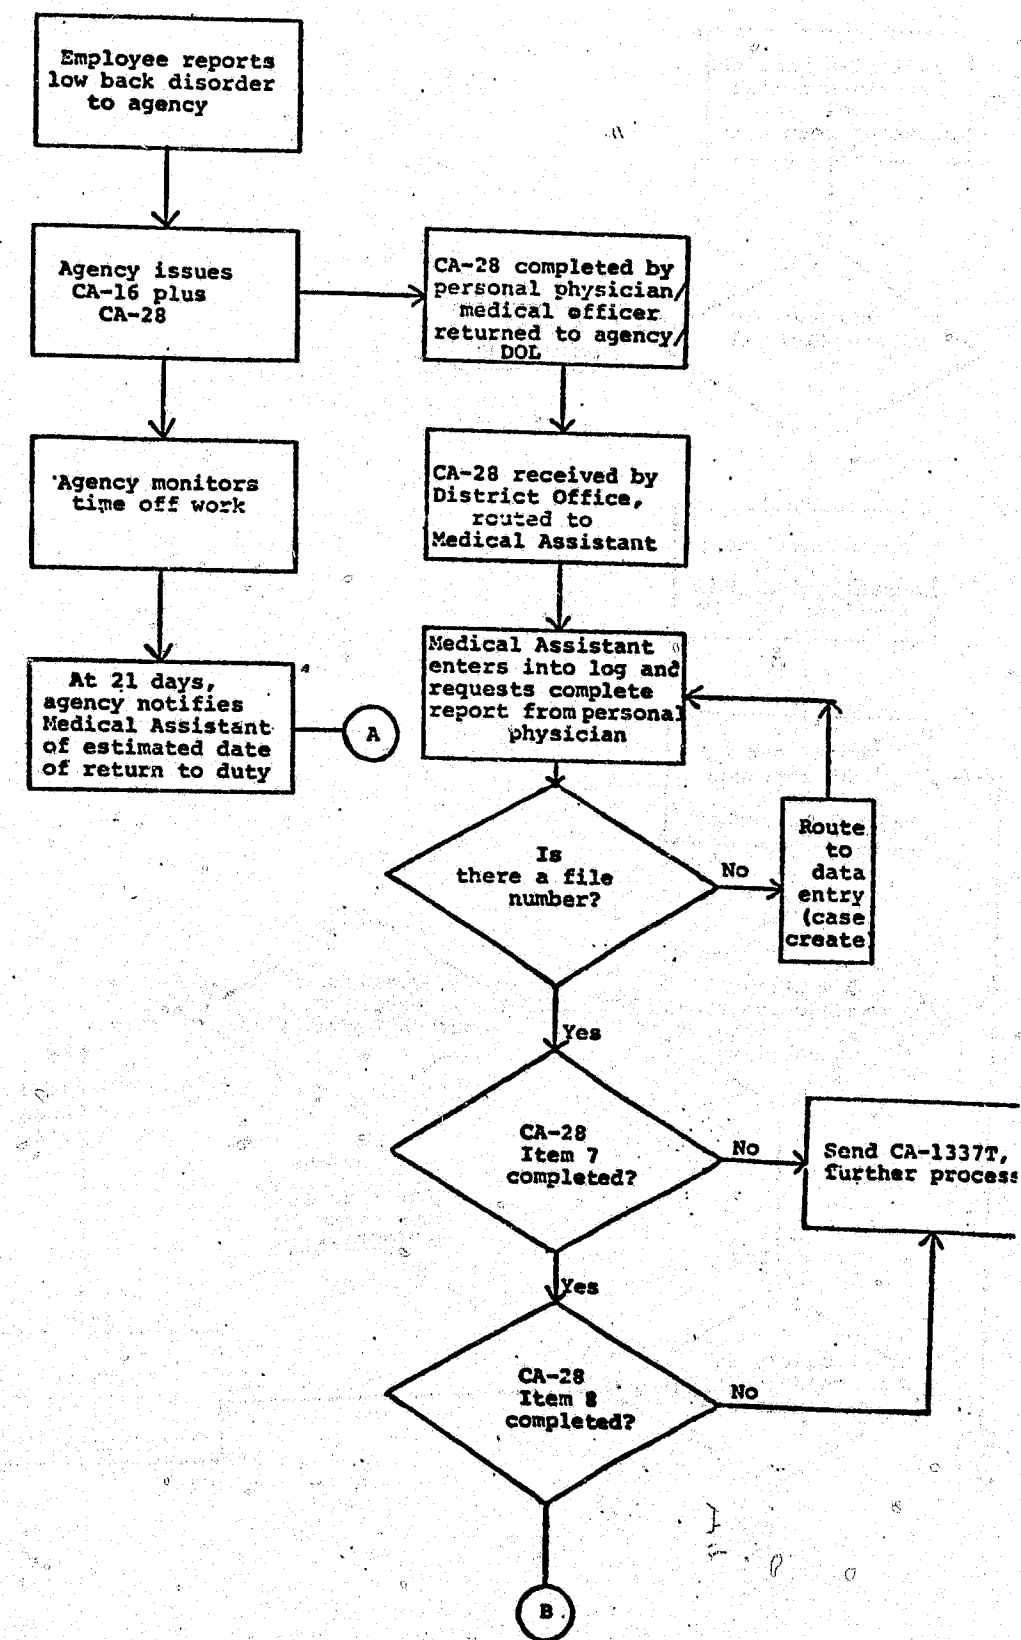 Employee reports
low back disorder
to agency
Agency issues
CA-16 plus
CA-28
Agency monitors
time off work
At 21 days,
agency notifies
Medical Assistant
of estimated date
of return to duty
A
CA-28 completed by
personal physician/
medical officer
returned to agency/
DOL
CA-28 received by
District Office,
routed to
Medical Assistant
Medical Assistant
enters into log and
requests complete
report from personal
physician
Is
there a file
number?
No
Route
to
data
entry
(case
create)
Yes
CA-28
Item 7
completed?
No
Send CA-1337T,
further process
Yes
CA-28
Item 8
completed?
No
B